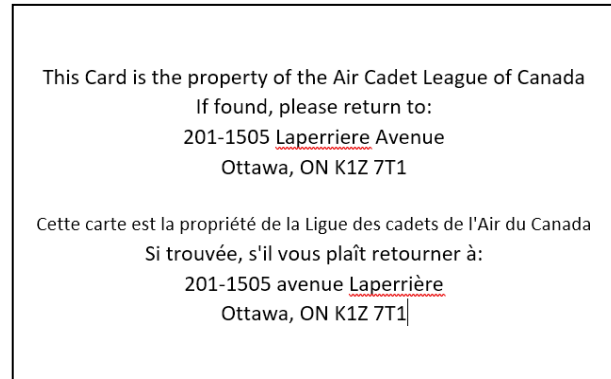 This Card is the property of the Air Cadet League of Canada
If found, please return to:
201-1505 Laperriere Avenue
Ottawa, ON K1Z 7T1
Cette carte est la propriété de la Ligue des cadets de l'Air du Canada
Si trouvée, s'il vous plaît retourner à:
201-1505 avenue Laperrière
Ottawa, ON K1Z 7T1